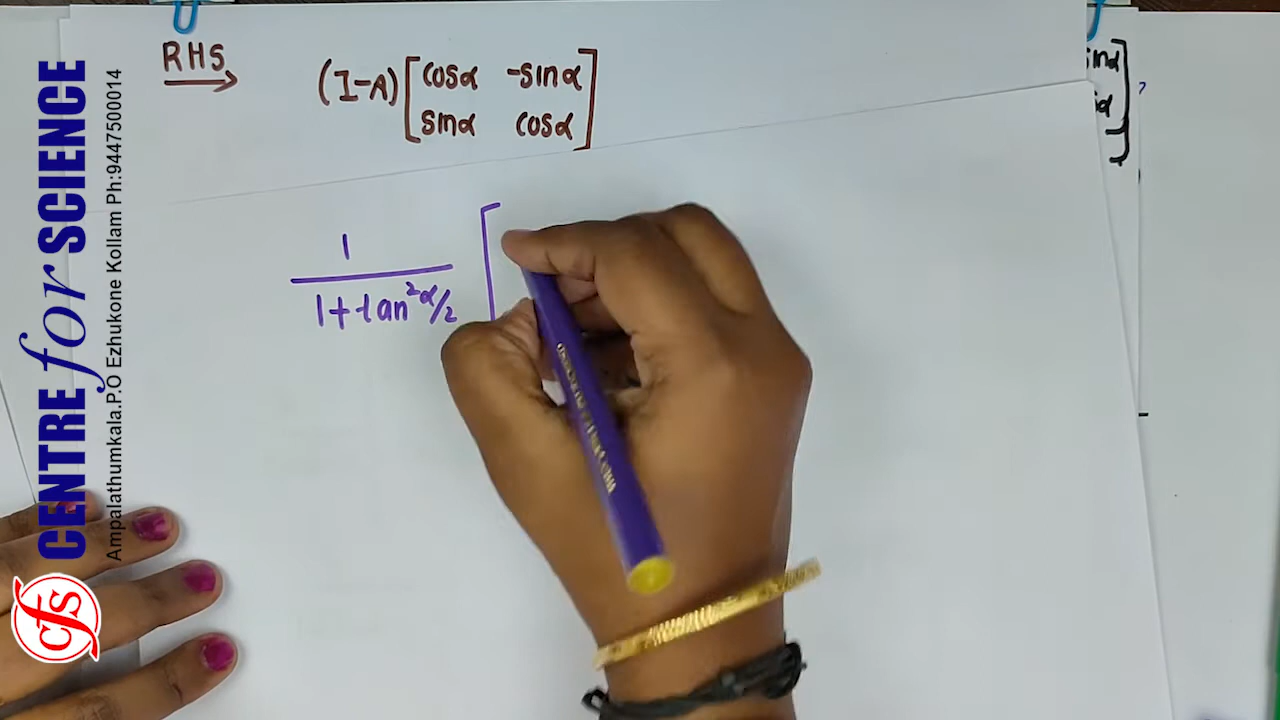 RHS
(I-A) [cosα -sinα
sinα cosα]
1
1+tan²α/2
CENTRE for SCIENCE
Ampalathumkala.P.O Ezhukone Kollam Ph:9447500014
cfs